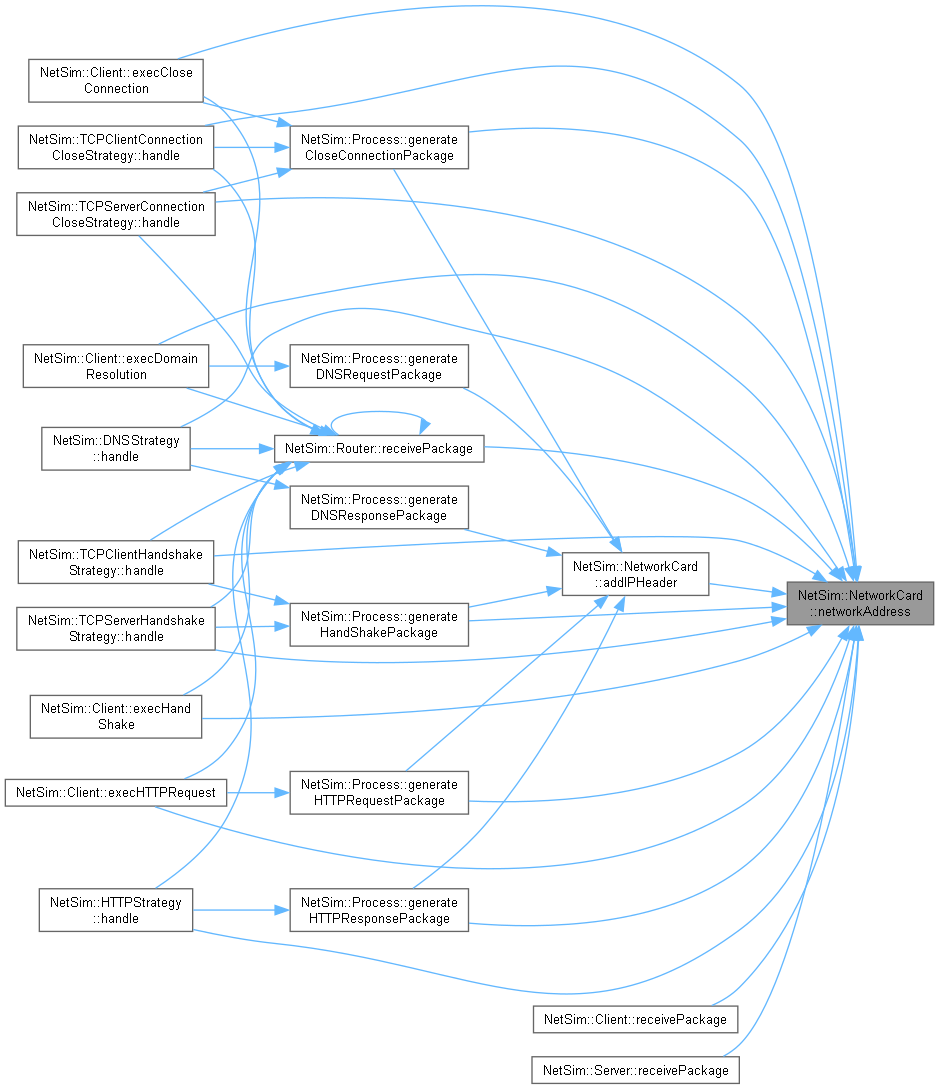 NetSim::Client::execClose
Connection
NetSim::TCPClientConnection
CloseStrategy::handle
NetSim::Process::generate
CloseConnectionPackage
NetSim::TCPServerConnection
CloseStrategy::handle
NetSim::Client::execDomain
Resolution
NetSim::Process::generate
DNSRequestPackage
NetSim::DNSStrategy
::handle
NetSim::Router::receivePackage
NetSim::Process::generate
DNSResponsePackage
NetSim::TCPClientHandshake
Strategy::handle
NetSim::NetworkCard
::addIPHeader
NetSim::NetworkCard
::networkAddress
NetSim::TCPServerHandshake
Strategy::handle
NetSim::Process::generate
HandShakePackage
NetSim::Client::execHand
Shake
NetSim::Client::execHTTPRequest
NetSim::Process::generate
HTTPRequestPackage
NetSim::HTTPStrategy
::handle
NetSim::Process::generate
HTTPResponsePackage
NetSim::Client::receivePackage
NetSim::Server::receivePackage